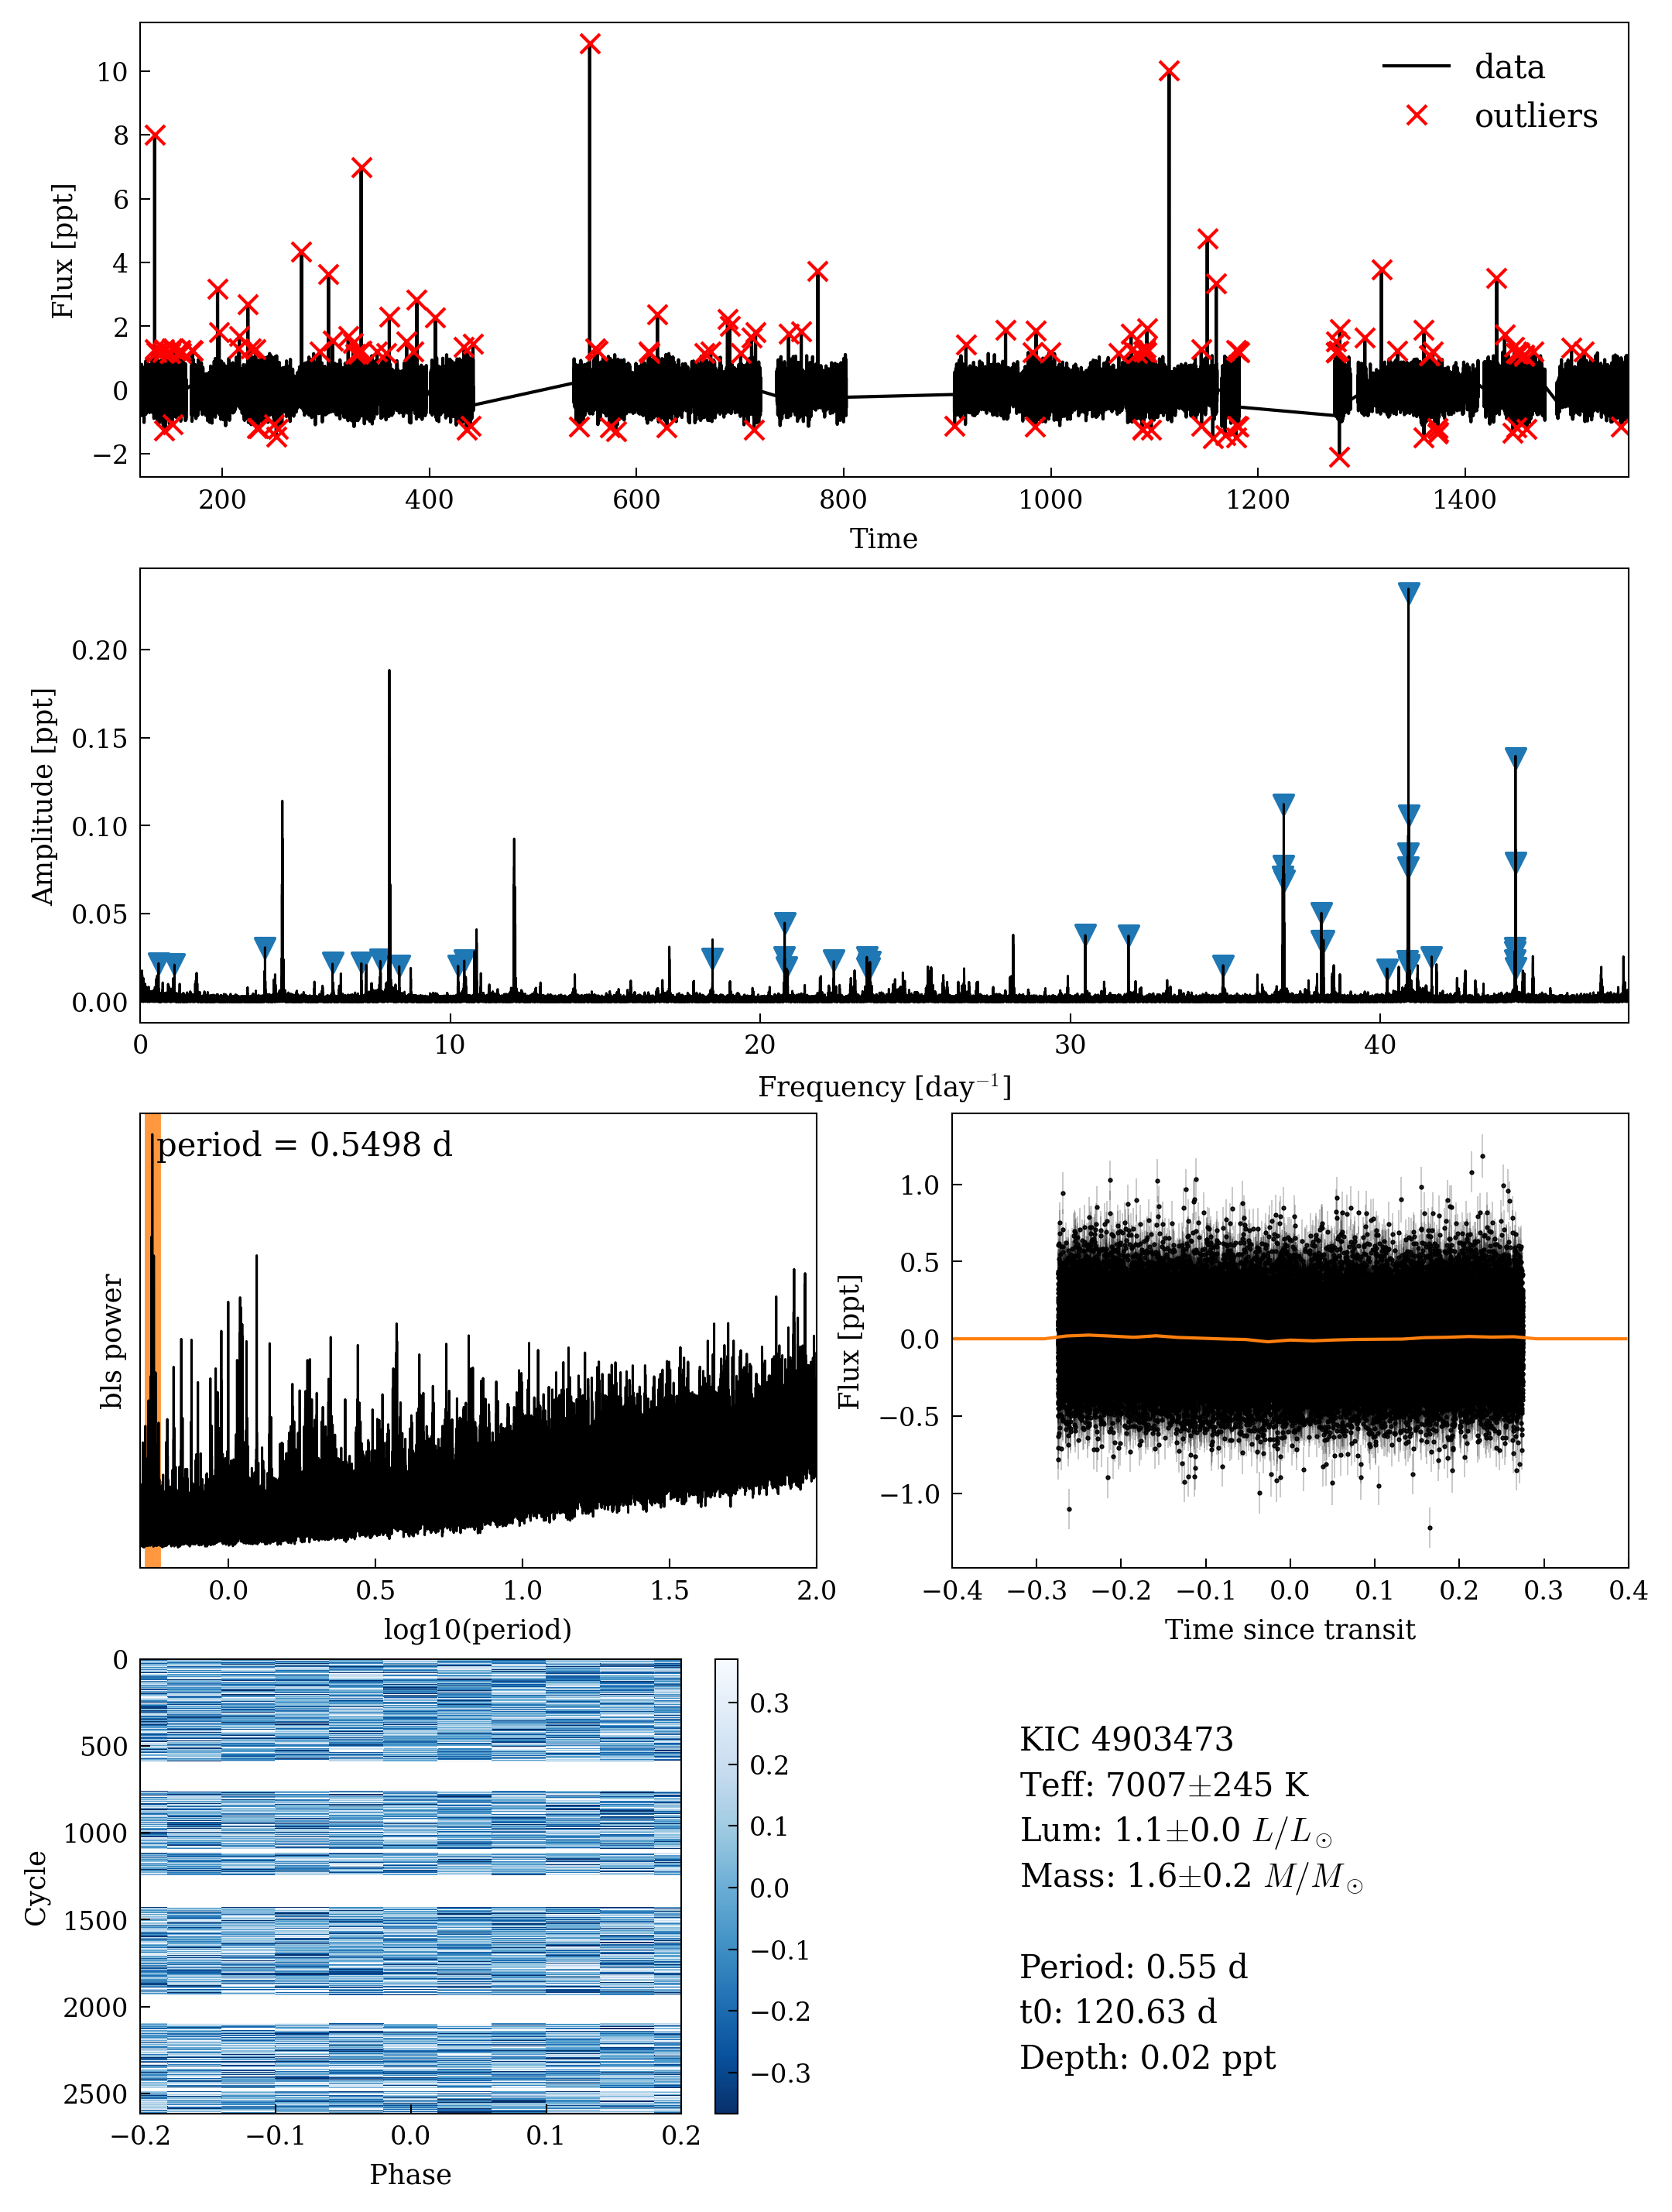 data
outliers
10
8
6
4
2
0
−2
Flux [ppt]
200 400 600 800 1000 1200 1400
Time
0.20
0.15
0.10
0.05
0.00
Amplitude [ppt]
0 10 20 30 40
Frequency [day⁻¹]
period = 0.5498 d
bls power
0.0 0.5 1.0 1.5 2.0
log10(period)
1.0
0.5
0.0
−0.5
−1.0
Flux [ppt]
−0.4 −0.3 −0.2 −0.1 0.0 0.1 0.2 0.3 0.4
Time since transit
0
500
1000
1500
2000
2500
Cycle
−0.2 −0.1 0.0 0.1 0.2
Phase
0.3
0.2
0.1
0.0
−0.1
−0.2
−0.3
KIC 4903473
Teff: 7007±245 K
Lum: 1.1±0.0 L/L☉
Mass: 1.6±0.2 M/M☉
Period: 0.55 d
t0: 120.63 d
Depth: 0.02 ppt